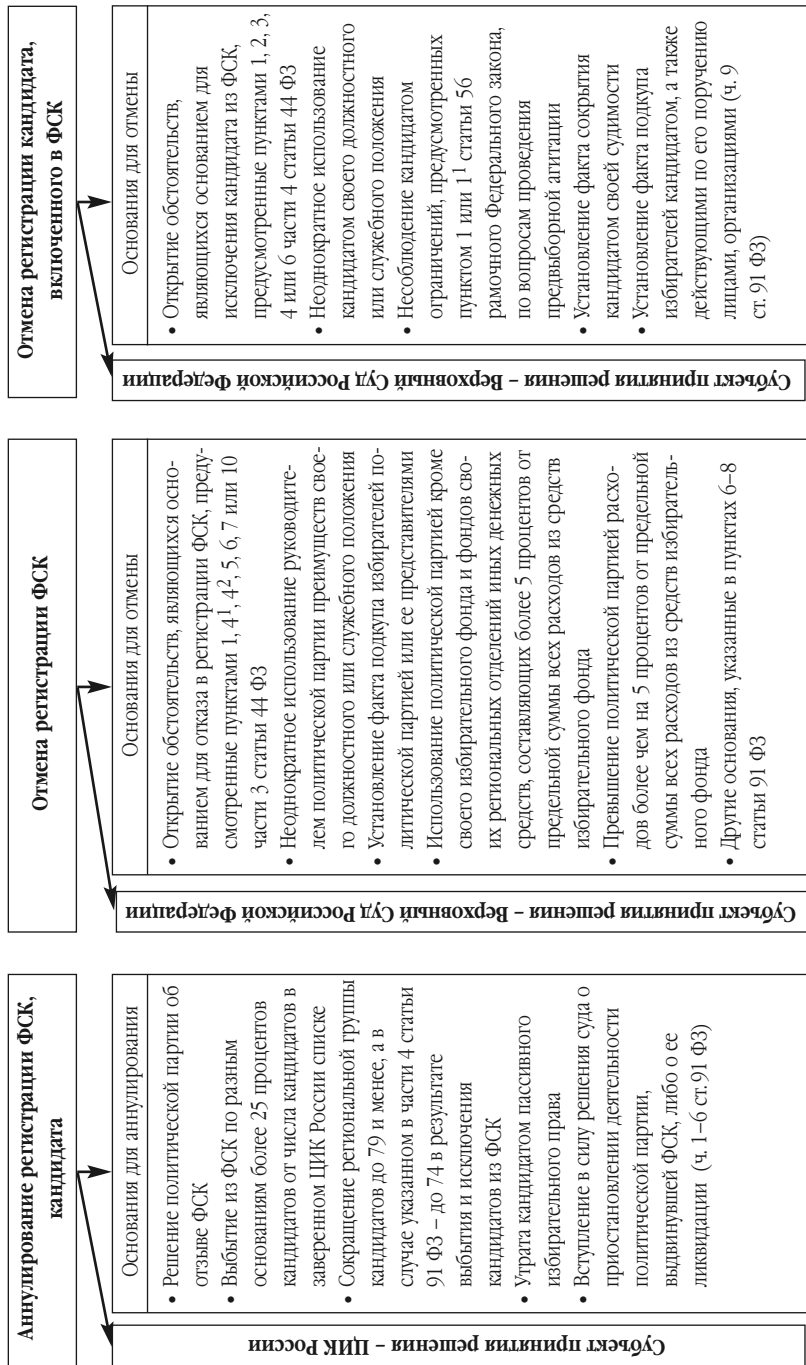 Аннулирование регистрации ФСК,
кандидата
Субъект принятия решения – ЦИК России
Основания для аннулирования
• Решение политической партии об
отзыве ФСК
• Выбытие из ФСК по разным
основаниям более 25 процентов
кандидатов от числа кандидатов в
заверенном ЦИК России списке
• Сокращение региональной группы
кандидатов до 79 и менее, а в
случае указанном в части 4 статьи
91 ФЗ – до 74 в результате
выбытия и исключения
кандидатов из ФСК
• Утрата кандидатом пассивного
избирательного права
• Вступление в силу решения суда о
приостановлении деятельности
политической партии,
выдвинувшей ФСК, либо о ее
ликвидации (ч. 1–6 ст. 91 ФЗ)
Отмена регистрации ФСК
Субъект принятия решения – Верховный Суд Российской Федерации
Основания для отмены
• Открытие обстоятельств, являющихся осно-
ванием для отказа в регистрации ФСК, преду-
смотренные пунктами 1, 4¹, 4², 5, 6, 7 или 10
части 3 статьи 44 ФЗ
• Неоднократное использование руководите-
лем политической партии преимуществ свое-
го должностного или служебного положения
• Установление факта подкупа избирателей по-
литической партией или ее представителями
• Использование политической партией кроме
своего избирательного фонда и фондов сво-
их региональных отделений иных денежных
средств, составляющих более 5 процентов от
предельной суммы всех расходов из средств
избирательного фонда
• Превышение политической партией расхо-
дов более чем на 5 процентов от предельной
суммы всех расходов из средств избиратель-
ного фонда
• Другие основания, указанные в пунктах 6–8
статьи 91 ФЗ
Отмена регистрации кандидата,
включенного в ФСК
Субъект принятия решения – Верховный Суд Российской Федерации
Основания для отмены
• Открытие обстоятельств,
являющихся основанием для
исключения кандидата из ФСК,
предусмотренные пунктами 1, 2, 3,
4 или 6 части 4 статьи 44 ФЗ
• Неоднократное использование
кандидатом своего должностного
или служебного положения
• Несоблюдение кандидатом
ограничений, предусмотренных
пунктом 1 или 1¹ статьи 56
рамочного Федерального закона,
по вопросам проведения
предвыборной агитации
• Установление факта сокрытия
кандидатом своей судимости
• Установление факта подкупа
избирателей кандидатом, а также
действующими по его поручению
лицами, организациями (ч. 9
ст. 91 ФЗ)